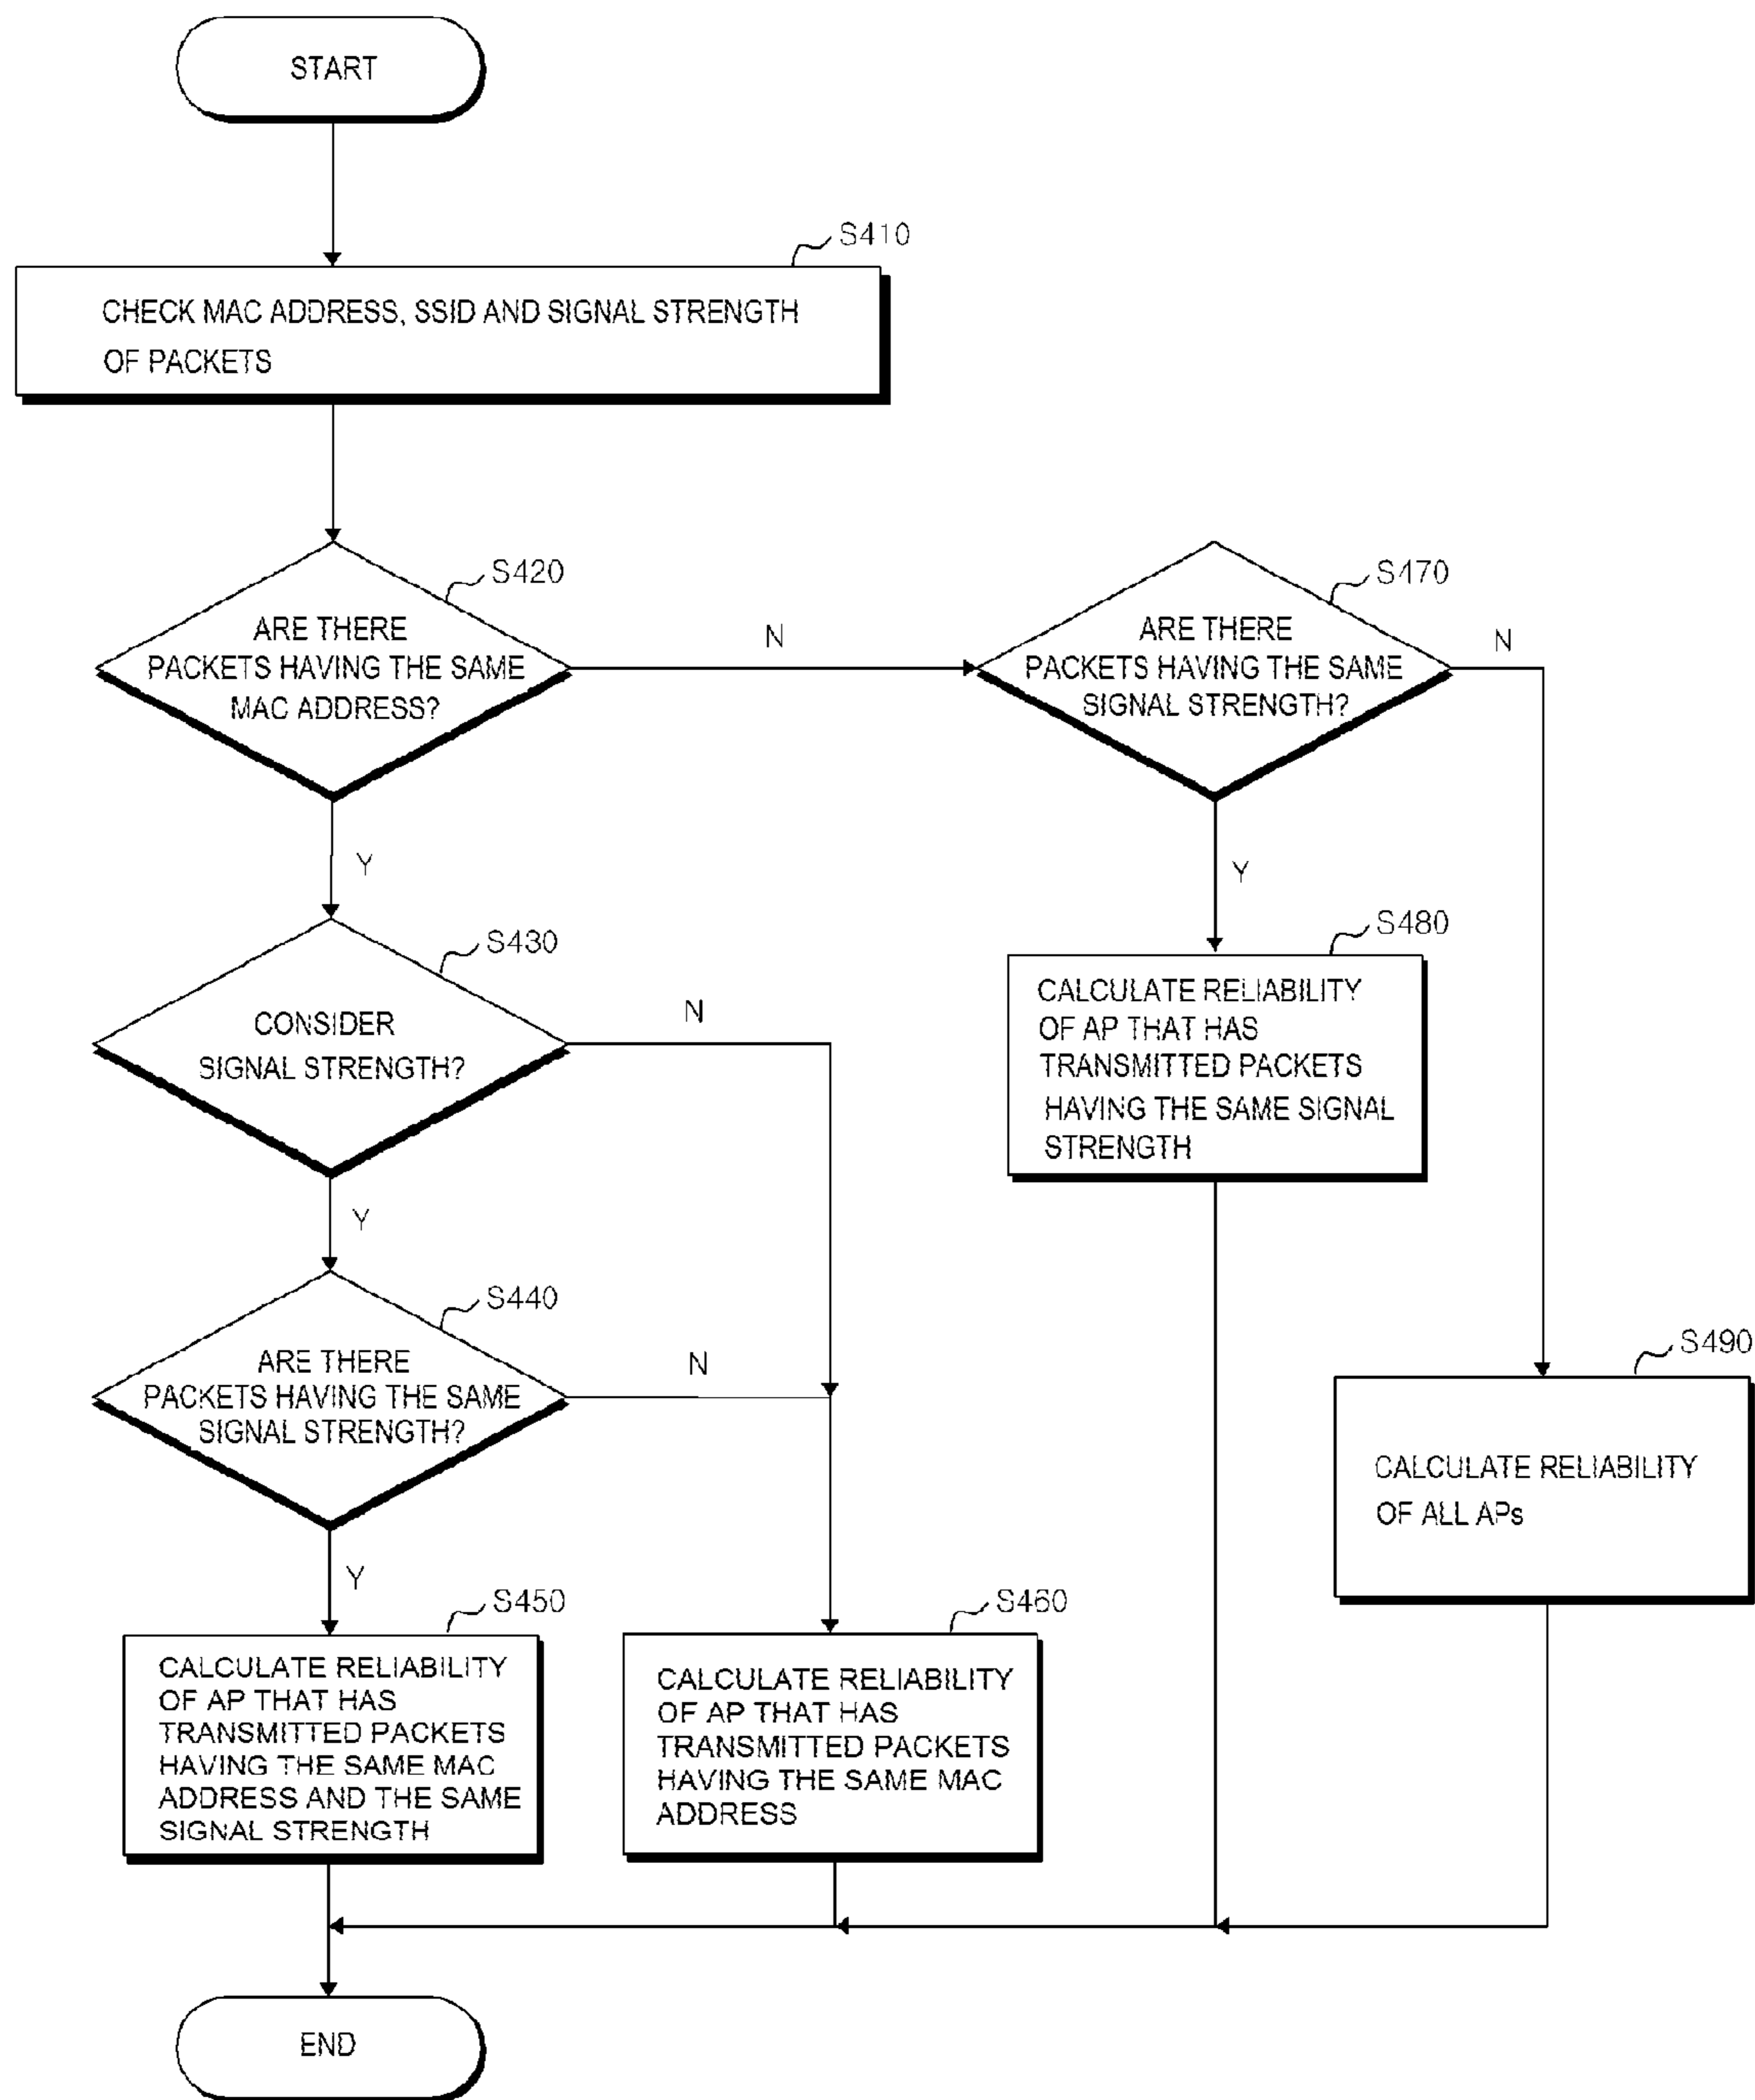 START
S410
CHECK MAC ADDRESS, SSID AND SIGNAL STRENGTH
OF PACKETS
S420
ARE THERE
PACKETS HAVING THE SAME
MAC ADDRESS?
N
S470
ARE THERE
PACKETS HAVING THE SAME
SIGNAL STRENGTH?
N
Y
Y
S430
CONSIDER
SIGNAL STRENGTH?
N
S480
CALCULATE RELIABILITY
OF AP THAT HAS
TRANSMITTED PACKETS
HAVING THE SAME SIGNAL
STRENGTH
Y
S440
ARE THERE
PACKETS HAVING THE SAME
SIGNAL STRENGTH?
N
S490
CALCULATE RELIABILITY
OF ALL APs
Y
S450
CALCULATE RELIABILITY
OF AP THAT HAS
TRANSMITTED PACKETS
HAVING THE SAME MAC
ADDRESS AND THE SAME
SIGNAL STRENGTH
S460
CALCULATE RELIABILITY
OF AP THAT HAS
TRANSMITTED PACKETS
HAVING THE SAME MAC
ADDRESS
END